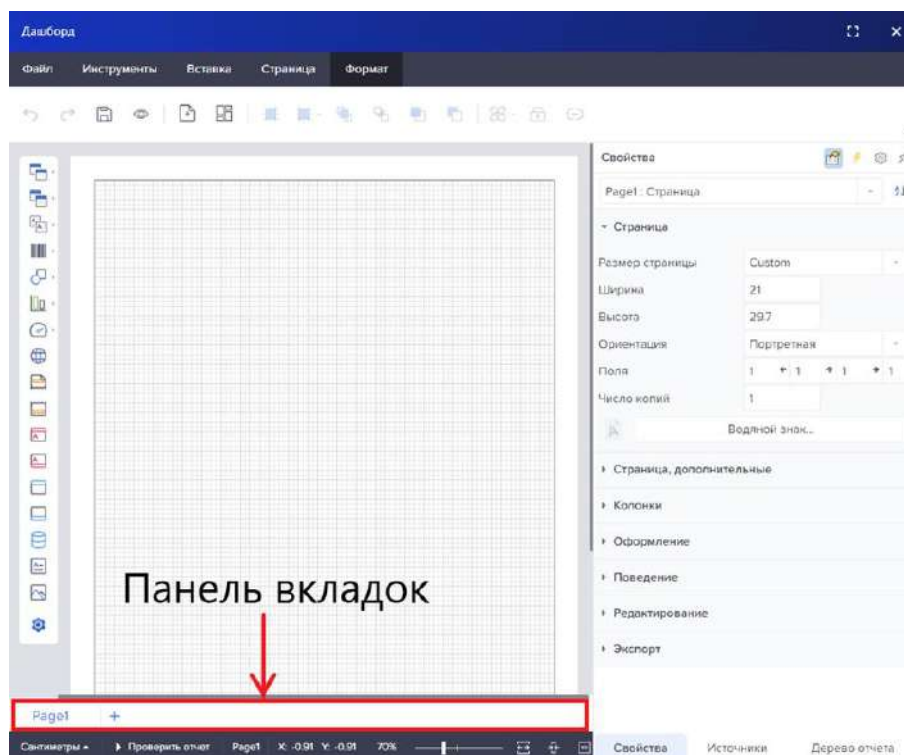 Дашборд
Файл Инструменты Вставка Страница Формат
Свойства
Page1 : Страница
Страница
Размер страницы Custom
Ширина 21
Высота 29.7
Ориентация Портретная
Поля 1 1 1 1
Число копий 1
Водяной знак...
Страница, дополнительные
Колонки
Оформление
Поведение
Редактирование
Экспорт
Панель вкладок
Page1 +
Сантиметры Проверить отчет Page1 X: -0.91 Y: -0.91 70%
Свойства Источники Дерево отчета